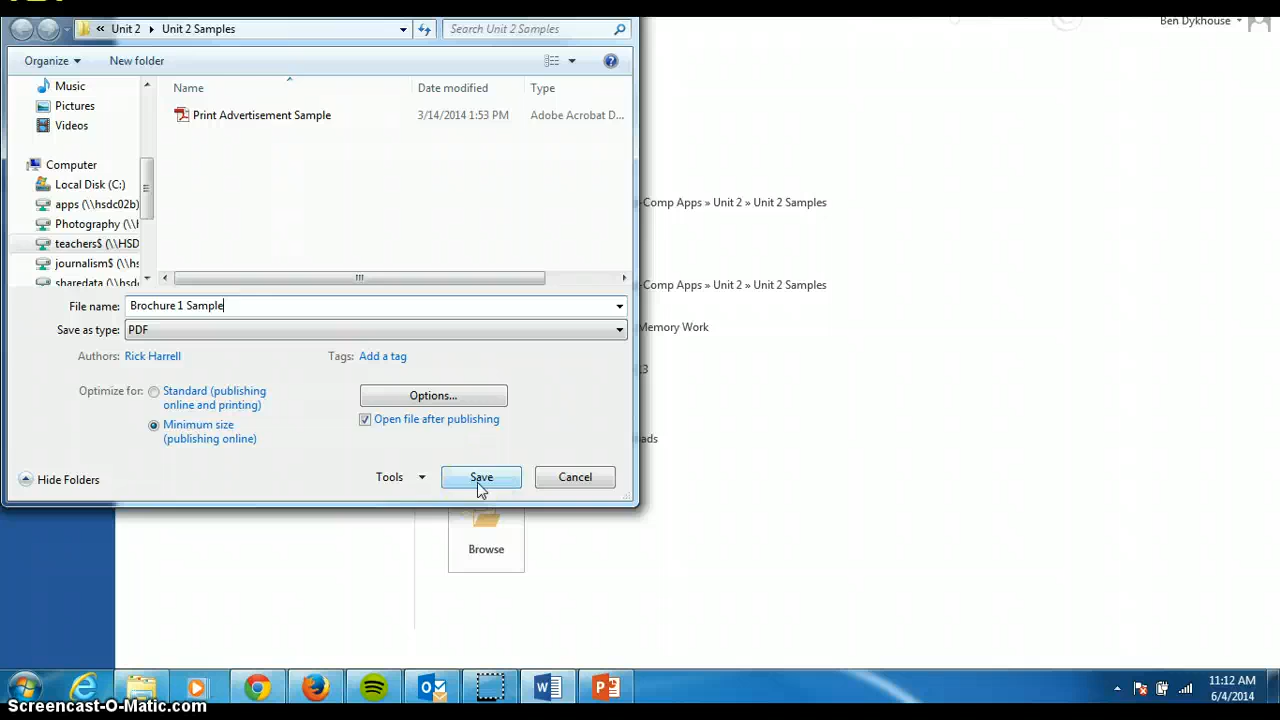 Ben Dykhouse
Unit 2 Unit 2 Samples
Search Unit 2 Samples
Organize New folder
Name Date modified Type
Print Advertisement Sample 3/14/2014 1:53 PM Adobe Acrobat D...
Music
Pictures
Videos
Computer
Local Disk (C:)
apps (\\hsdc02b)
Photography (\\
teachers$ (\\HSD
journalism$ (\\hs
sharedata (\\hsd
-Comp Apps » Unit 2 » Unit 2 Samples
-Comp Apps » Unit 2 » Unit 2 Samples
Memory Work
File name: Brochure 1 Sample
Save as type: PDF
Authors: Rick Harrell Tags: Add a tag
Optimize for: Standard (publishing
online and printing)
Minimum size
(publishing online)
Options...
Open file after publishing
Hide Folders Tools Save Cancel
Browse
11:12 AM
6/4/2014
Screencast-O-Matic.com